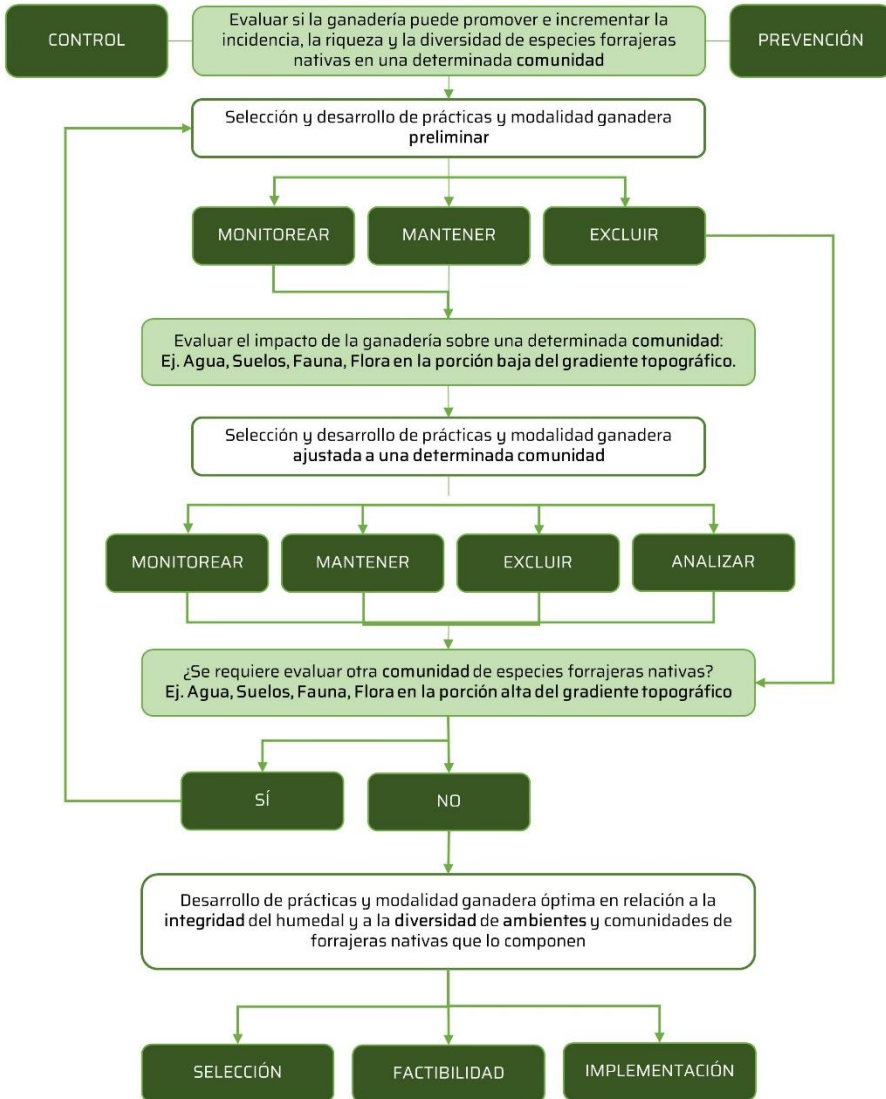 CONTROL
Evaluar si la ganadería puede promover e incrementar la
incidencia, la riqueza y la diversidad de especies forrajeras
nativas en una determinada comunidad
PREVENCIÓN
Selección y desarrollo de prácticas y modalidad ganadera
preliminar
MONITOREAR
MANTENER
EXCLUIR
Evaluar el impacto de la ganadería sobre una determinada comunidad:
Ej. Agua, Suelos, Fauna, Flora en la porción baja del gradiente topográfico.
Selección y desarrollo de prácticas y modalidad ganadera
ajustada a una determinada comunidad
MONITOREAR
MANTENER
EXCLUIR
ANALIZAR
¿Se requiere evaluar otra comunidad de especies forrajeras nativas?
Ej. Agua, Suelos, Fauna, Flora en la porción alta del gradiente topográfico
SÍ
NO
Desarrollo de prácticas y modalidad ganadera óptima en relación a la
integridad del humedal y a la diversidad de ambientes y comunidades de
forrajeras nativas que lo componen
SELECCIÓN
FACTIBILIDAD
IMPLEMENTACIÓN